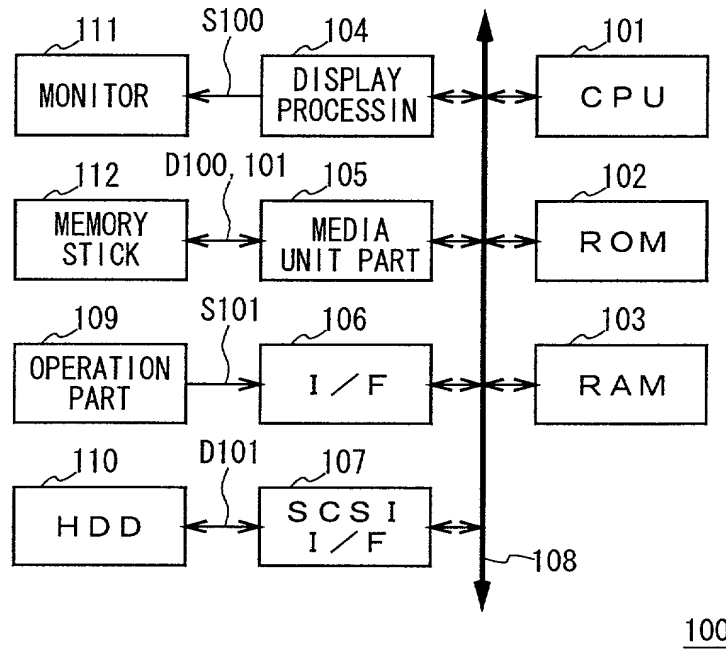 111
S100
104
101
MONITOR
DISPLAY
PROCESSIN
CPU
112
D100, 101
105
102
MEMORY
STICK
MEDIA
UNIT PART
ROM
109
S101
106
103
OPERATION
PART
I/F
RAM
110
D101
107
HDD
SCSI
I/F
108
100